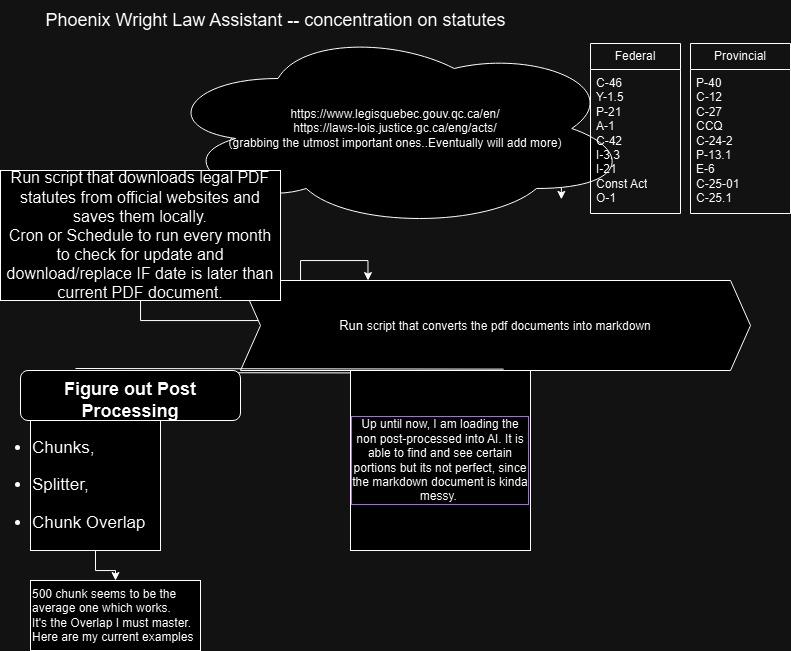 Phoenix Wright Law Assistant -- concentration on statutes
https://www.legisquebec.gouv.qc.ca/en/
https://laws-lois.justice.gc.ca/eng/acts/
(grabbing the utmost important ones..Eventually will add more)
Federal
C-46
Y-1.5
P-21
A-1
C-42
I-3.3
I-21
Const Act
O-1
Provincial
P-40
C-12
C-27
CCQ
C-24-2
P-13.1
E-6
C-25-01
C-25.1
Run script that downloads legal PDF
statutes from official websites and
saves them locally.
Cron or Schedule to run every month
to check for update and
download/replace IF date is later than
current PDF document.
Run script that converts the pdf documents into markdown
Figure out Post
Processing
• Chunks,
• Splitter,
• Chunk Overlap
Up until now, I am loading the
non post-processed into AI. It is
able to find and see certain
portions but its not perfect, since
the markdown document is kinda
messy.
500 chunk seems to be the
average one which works.
It's the Overlap I must master.
Here are my current examples